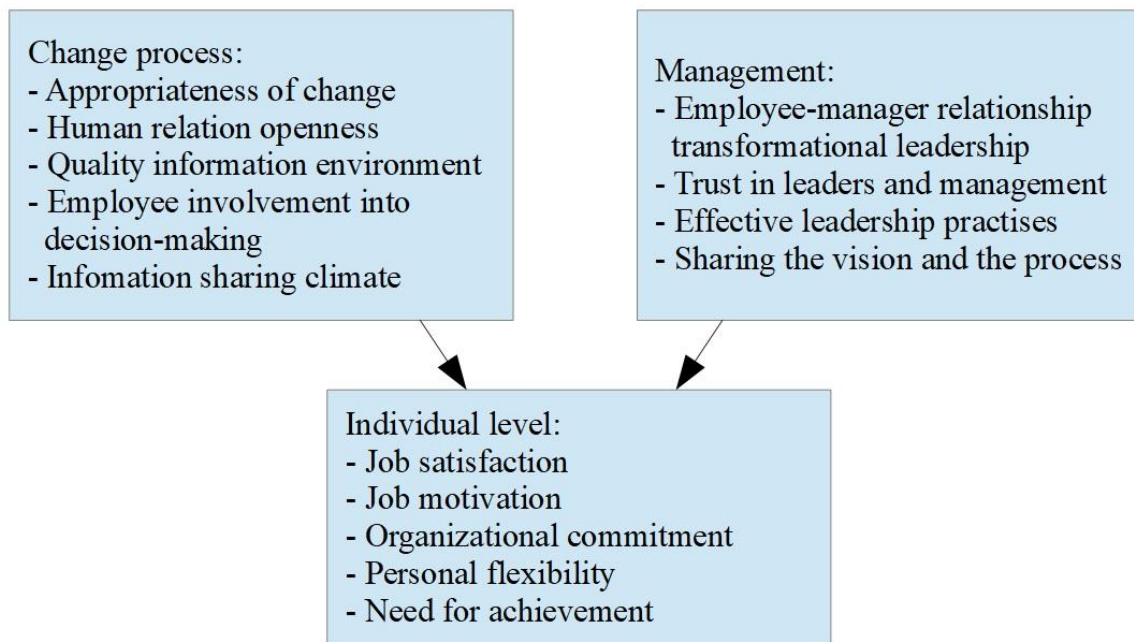 Change process:
- Appropriateness of change
- Human relation openness
- Quality information environment
- Employee involvement into
decision-making
- Infomation sharing climate
Management:
- Employee-manager relationship
transformational leadership
- Trust in leaders and management
- Effective leadership practises
- Sharing the vision and the process
Individual level:
- Job satisfaction
- Job motivation
- Organizational commitment
- Personal flexibility
- Need for achievement